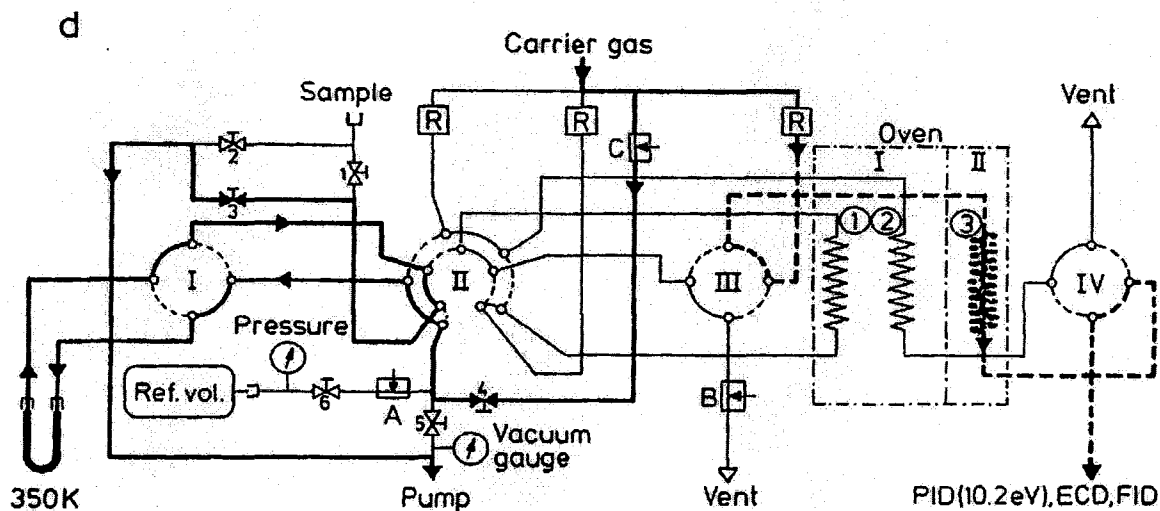 d
Carrier gas
Sample
Vent
R
R
R
Oven
C
I
II
2
1
3
1
2
3
I
II
III
IV
Pressure
Ref. vol.
6
A
4
5
B
Vacuum
gauge
350K
Pump
Vent
PID(10.2eV), ECD, FID